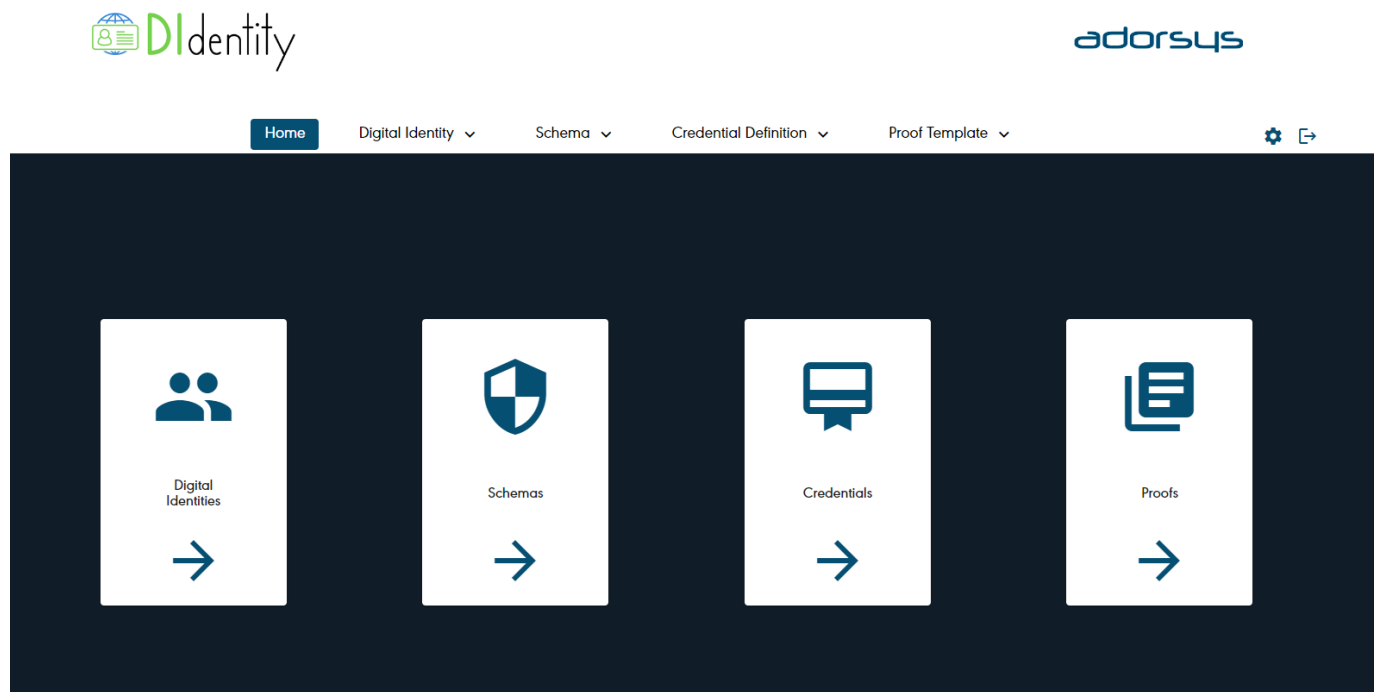 DIdentity
adorsys
Home Digital Identity Schema Credential Definition Proof Template
Digital
Identities
Schemas
Credentials
Proofs